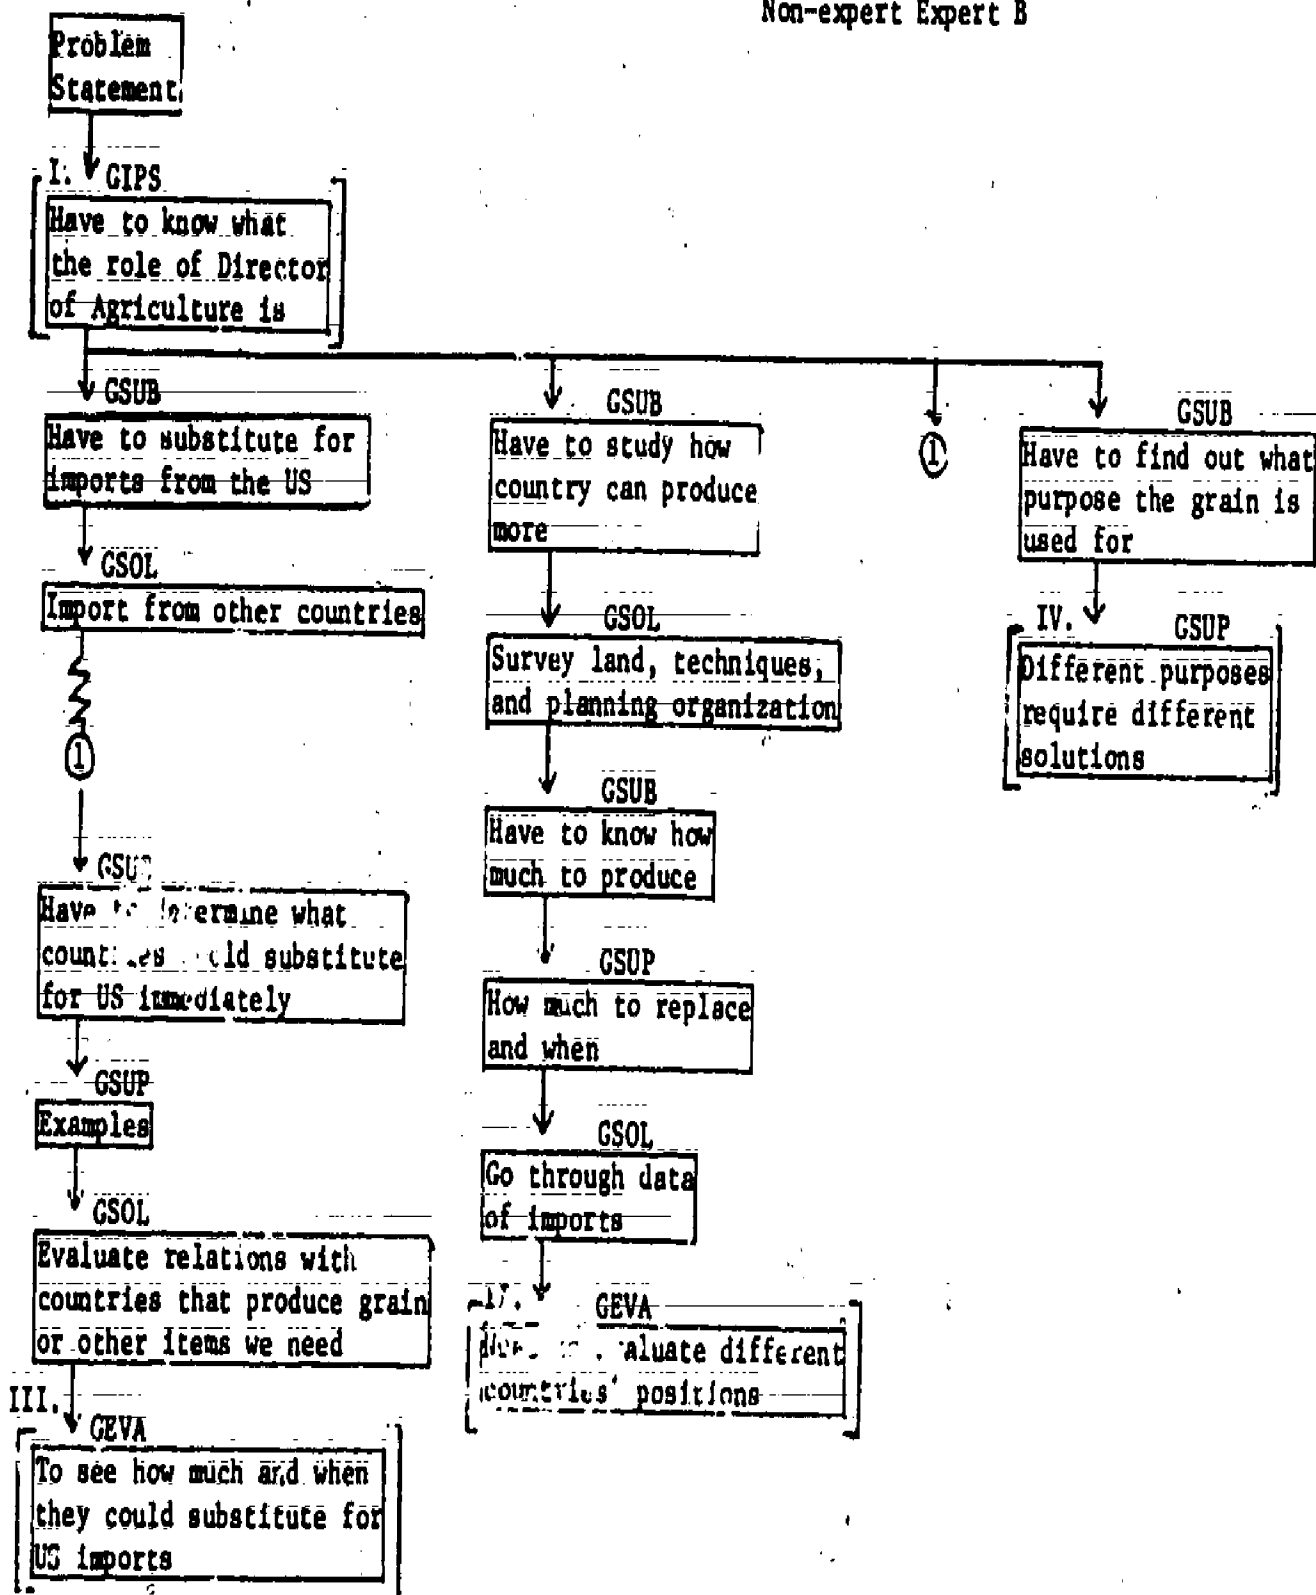 Non-expert Expert B
Problem
Statement
I. GIPS
Have to know what
the role of Director
of Agriculture is
GSUB
Have to substitute for
imports from the US
GSOL
Import from other countries
1
Have
what
substitute
for US immediately
GSUP
Examples
GSOL
Evaluate relations with
countries that produce grain
or other items we need
III.
GEVA
To see how much and when
they could substitute for
US imports
GSUB
Have to study how
country can produce
more
GSOL
Survey land, techniques,
and planning organization
GSUB
Have to know how
much to produce
GSUP
How much to replace
and when
GSOL
Go through data
of imports
GEVA
different
countries' positions
1
GSUB
Have to find out what
purpose the grain is
used for
IV. GSUP
Different purposes
require different
solutions